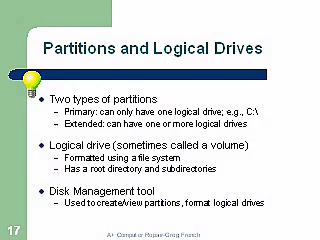 Partitions and Logical Drives
Two types of partitions
– Primary: can only have one logical drive; e.g., C:\
– Extended: can have one or more logical drives
Logical drive (sometimes called a volume)
– Formatted using a file system
– Has a root directory and subdirectories
Disk Management tool
– Used to create/view partitions, format logical drives
17
A+ Computer Repair-Greg French